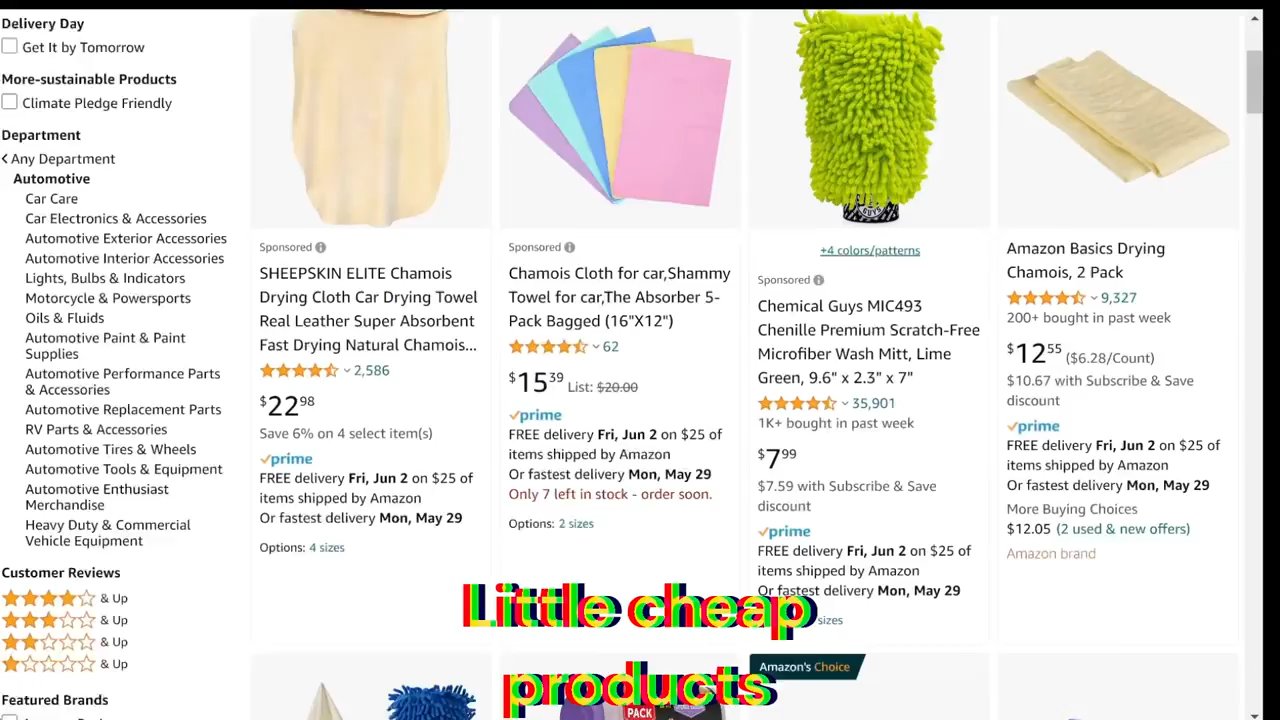 Delivery Day
Get It by Tomorrow
More-sustainable Products
Climate Pledge Friendly
Department
Any Department
Automotive
Car Care
Car Electronics & Accessories
Automotive Exterior Accessories
Automotive Interior Accessories
Lights, Bulbs & Indicators
Motorcycle & Powersports
Oils & Fluids
Automotive Paint & Paint
Supplies
Automotive Performance Parts
& Accessories
Automotive Replacement Parts
RV Parts & Accessories
Automotive Tires & Wheels
Automotive Tools & Equipment
Automotive Enthusiast
Merchandise
Heavy Duty & Commercial
Vehicle Equipment
Customer Reviews
& Up
& Up
& Up
& Up
Featured Brands
Sponsored
SHEEPSKIN ELITE Chamois
Drying Cloth Car Drying Towel
Real Leather Super Absorbent
Fast Drying Natural Chamois...
2,586
$22 98
Save 6% on 4 select item(s)
prime
FREE delivery Fri, Jun 2 on $25 of
items shipped by Amazon
Or fastest delivery Mon, May 29
Options: 4 sizes
Sponsored
Chamois Cloth for car,Shammy
Towel for car,The Absorber 5-
Pack Bagged (16"X12")
62
$15 39 List: $20.00
prime
FREE delivery Fri, Jun 2 on $25 of
items shipped by Amazon
Or fastest delivery Mon, May 29
Only 7 left in stock - order soon.
Options: 2 sizes
+4 colors/patterns
Sponsored
Chemical Guys MIC493
Chenille Premium Scratch-Free
Microfiber Wash Mitt, Lime
Green, 9.6" x 2.3" x 7"
35,901
1K+ bought in past week
$7 99
$7.59 with Subscribe & Save
discount
prime
FREE delivery Fri, Jun 2 on $25 of
items shipped by Amazon
Or fastest delivery Mon, May 29
sizes
Amazon Basics Drying
Chamois, 2 Pack
9,327
200+ bought in past week
$12 55 ($6.28/Count)
$10.67 with Subscribe & Save
discount
prime
FREE delivery Fri, Jun 2 on $25 of
items shipped by Amazon
Or fastest delivery Mon, May 29
More Buying Choices
$12.05 (2 used & new offers)
Amazon brand
Little cheap
products
Amazon's Choice
PACK